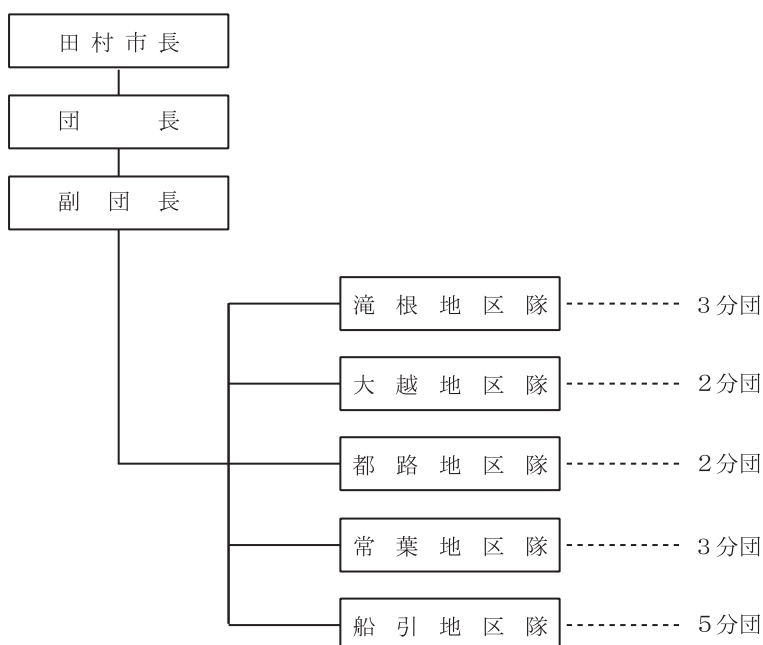 田村市長
団長
副団長
滝根地区隊 3分団
大越地区隊 2分団
都路地区隊 2分団
常葉地区隊 3分団
船引地区隊 5分団